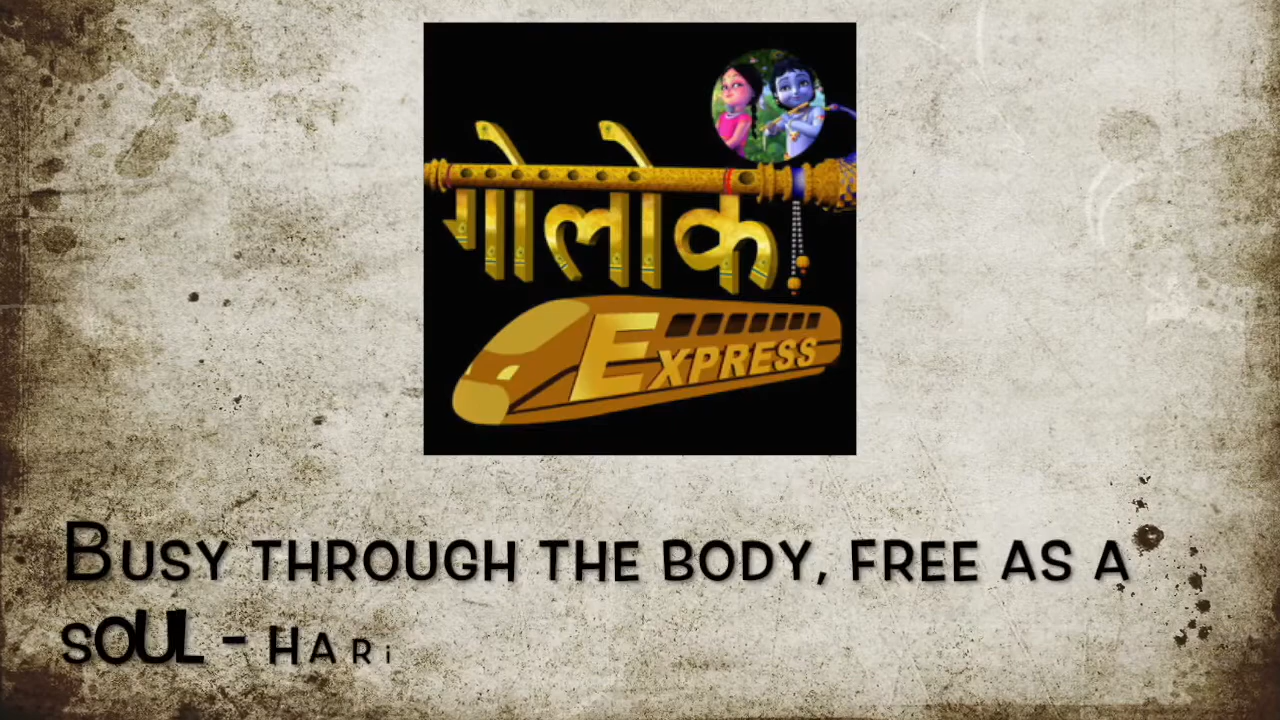 गोलोक
EXPRESS
BUSY THROUGH THE BODY, FREE AS A
SOUL - HARi